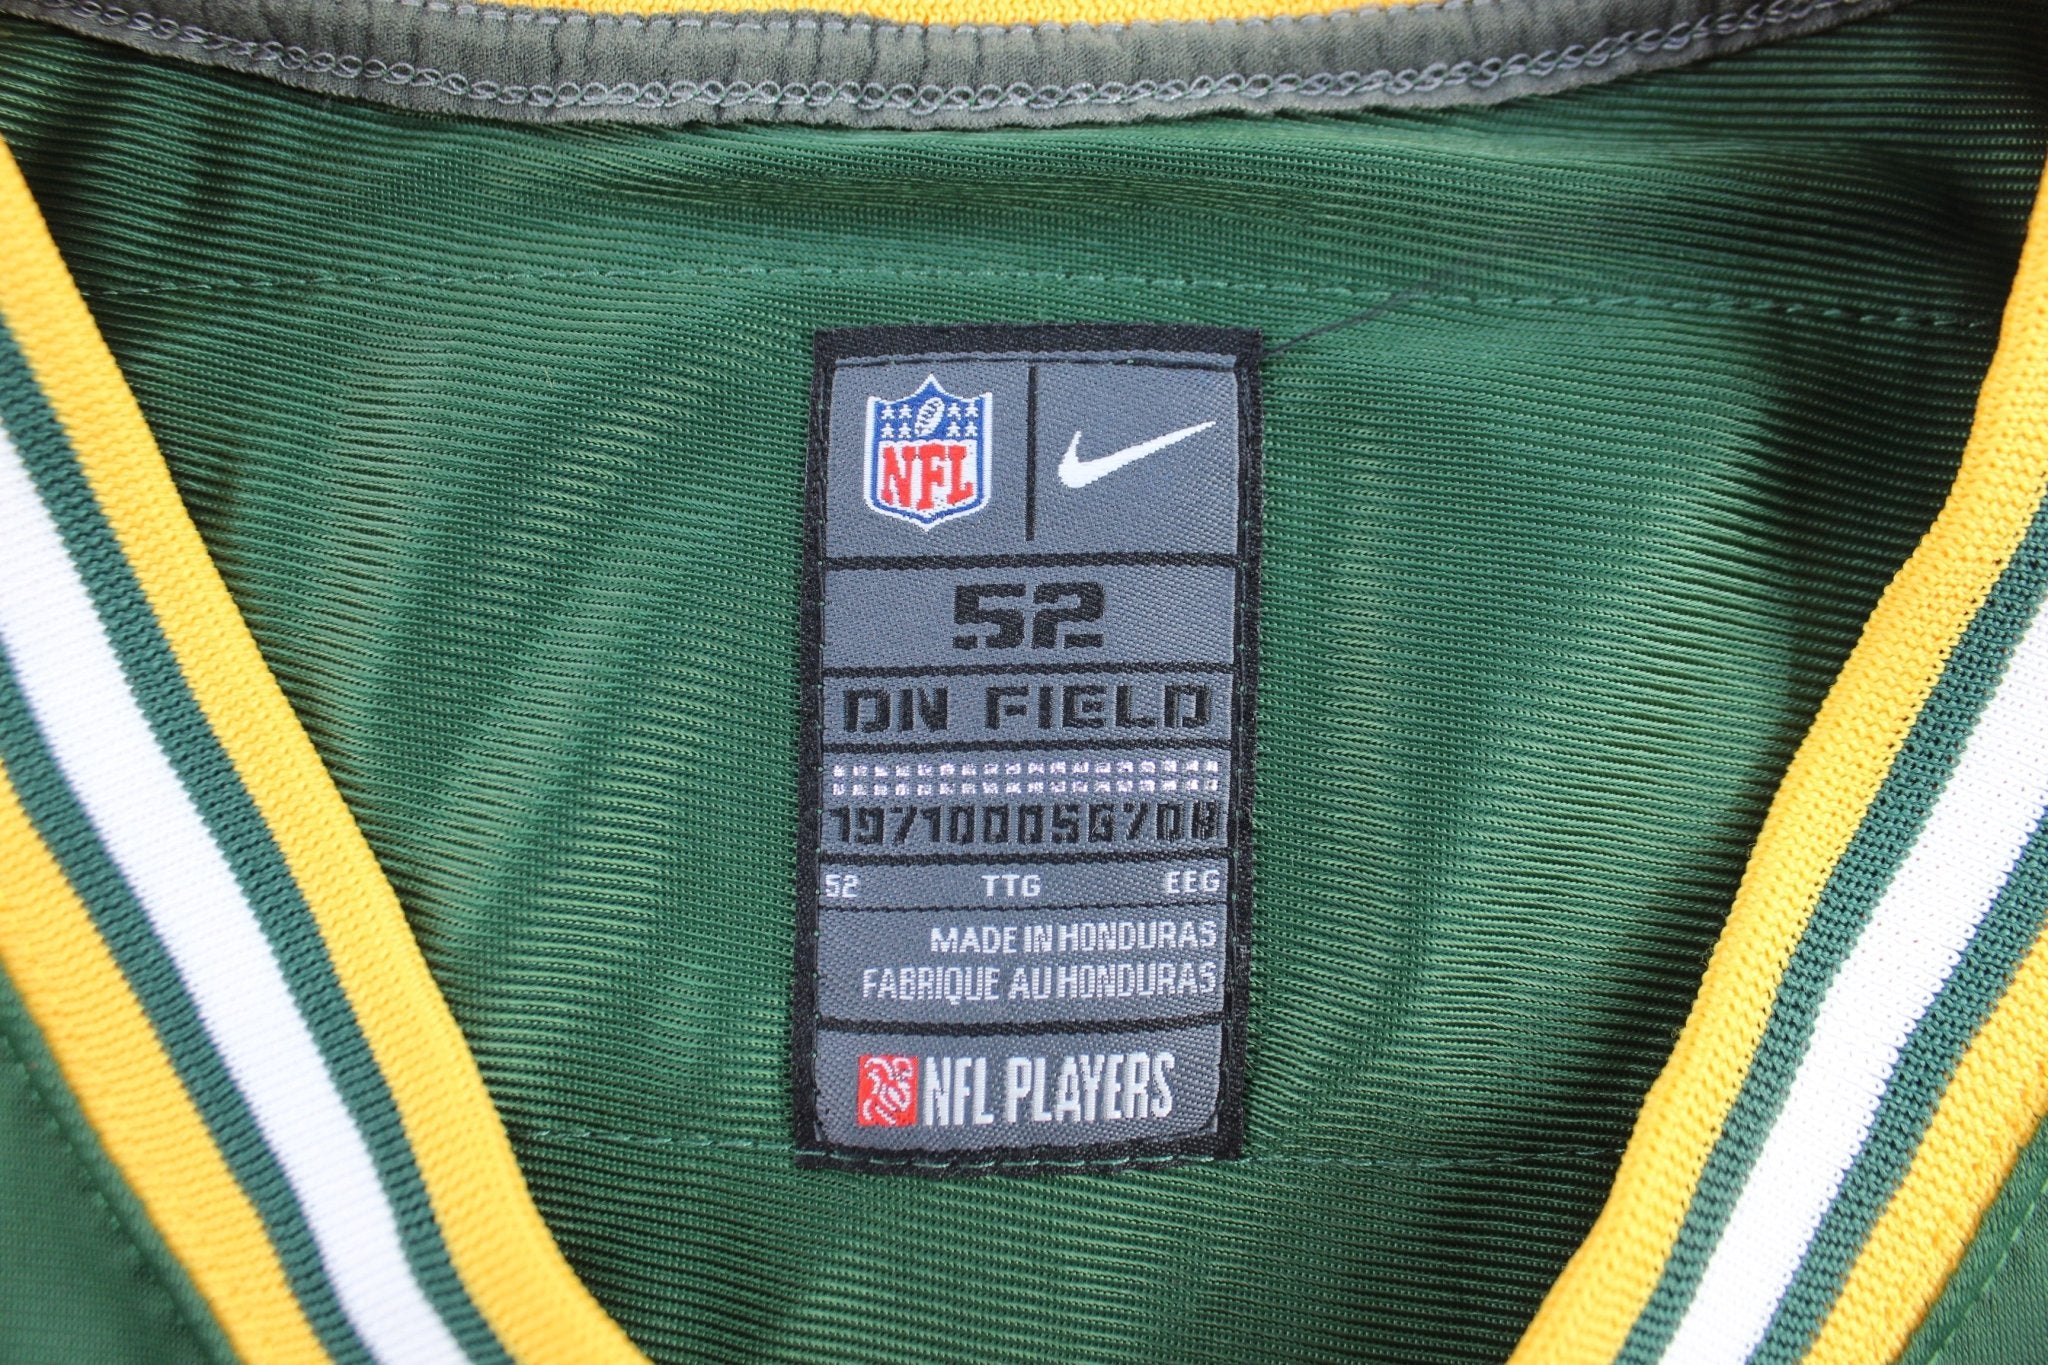 NFL
52
ON FIELD
52 TTG EEG
MADE IN HONDURAS
FABRIQUE AU HONDURAS
NFL PLAYERS